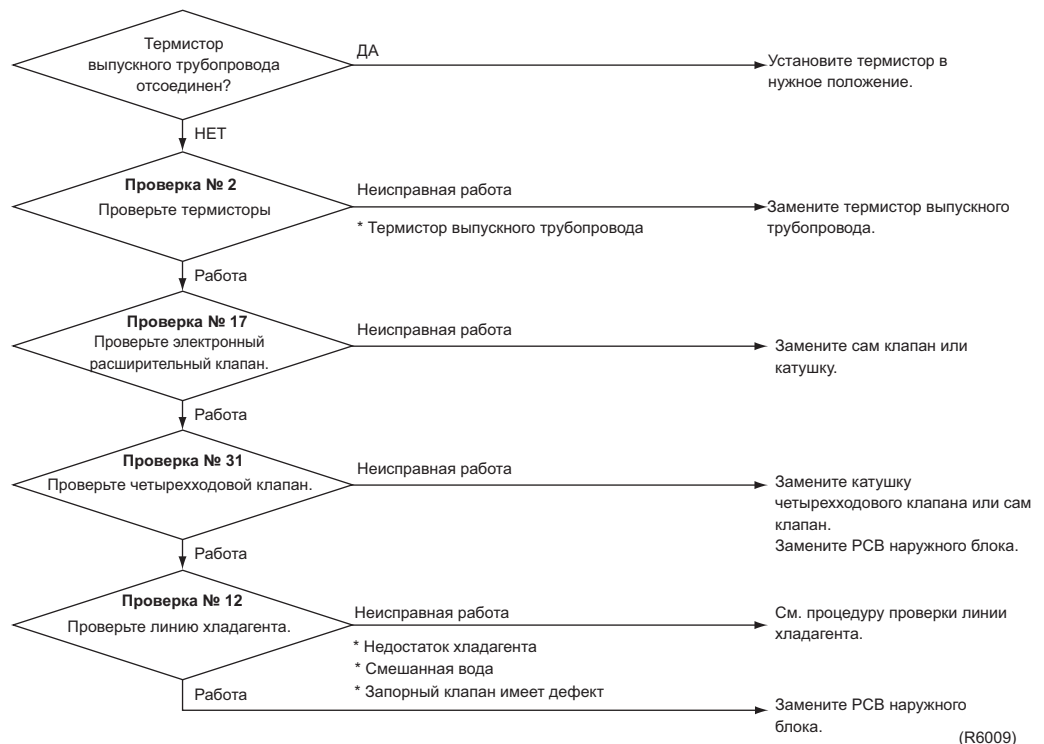 Термистор
выпускного трубопровода
отсоединен?
ДА
Установите термистор в
нужное положение.
НЕТ
Проверка № 2
Проверьте термисторы
Неисправная работа
* Термистор выпускного трубопровода
Замените термистор выпускного
трубопровода.
Работа
Проверка № 17
Проверьте электронный
расширительный клапан.
Неисправная работа
Замените сам клапан или
катушку.
Работа
Проверка № 31
Проверьте четырехходовой клапан.
Неисправная работа
Замените катушку
четырехходового клапана или сам
клапан.
Замените PCB наружного блока.
Работа
Проверка № 12
Проверьте линию хладагента.
Неисправная работа
* Недостаток хладагента
* Смешанная вода
* Запорный клапан имеет дефект
См. процедуру проверки линии
хладагента.
Работа
Замените PCB наружного
блока.
(R6009)